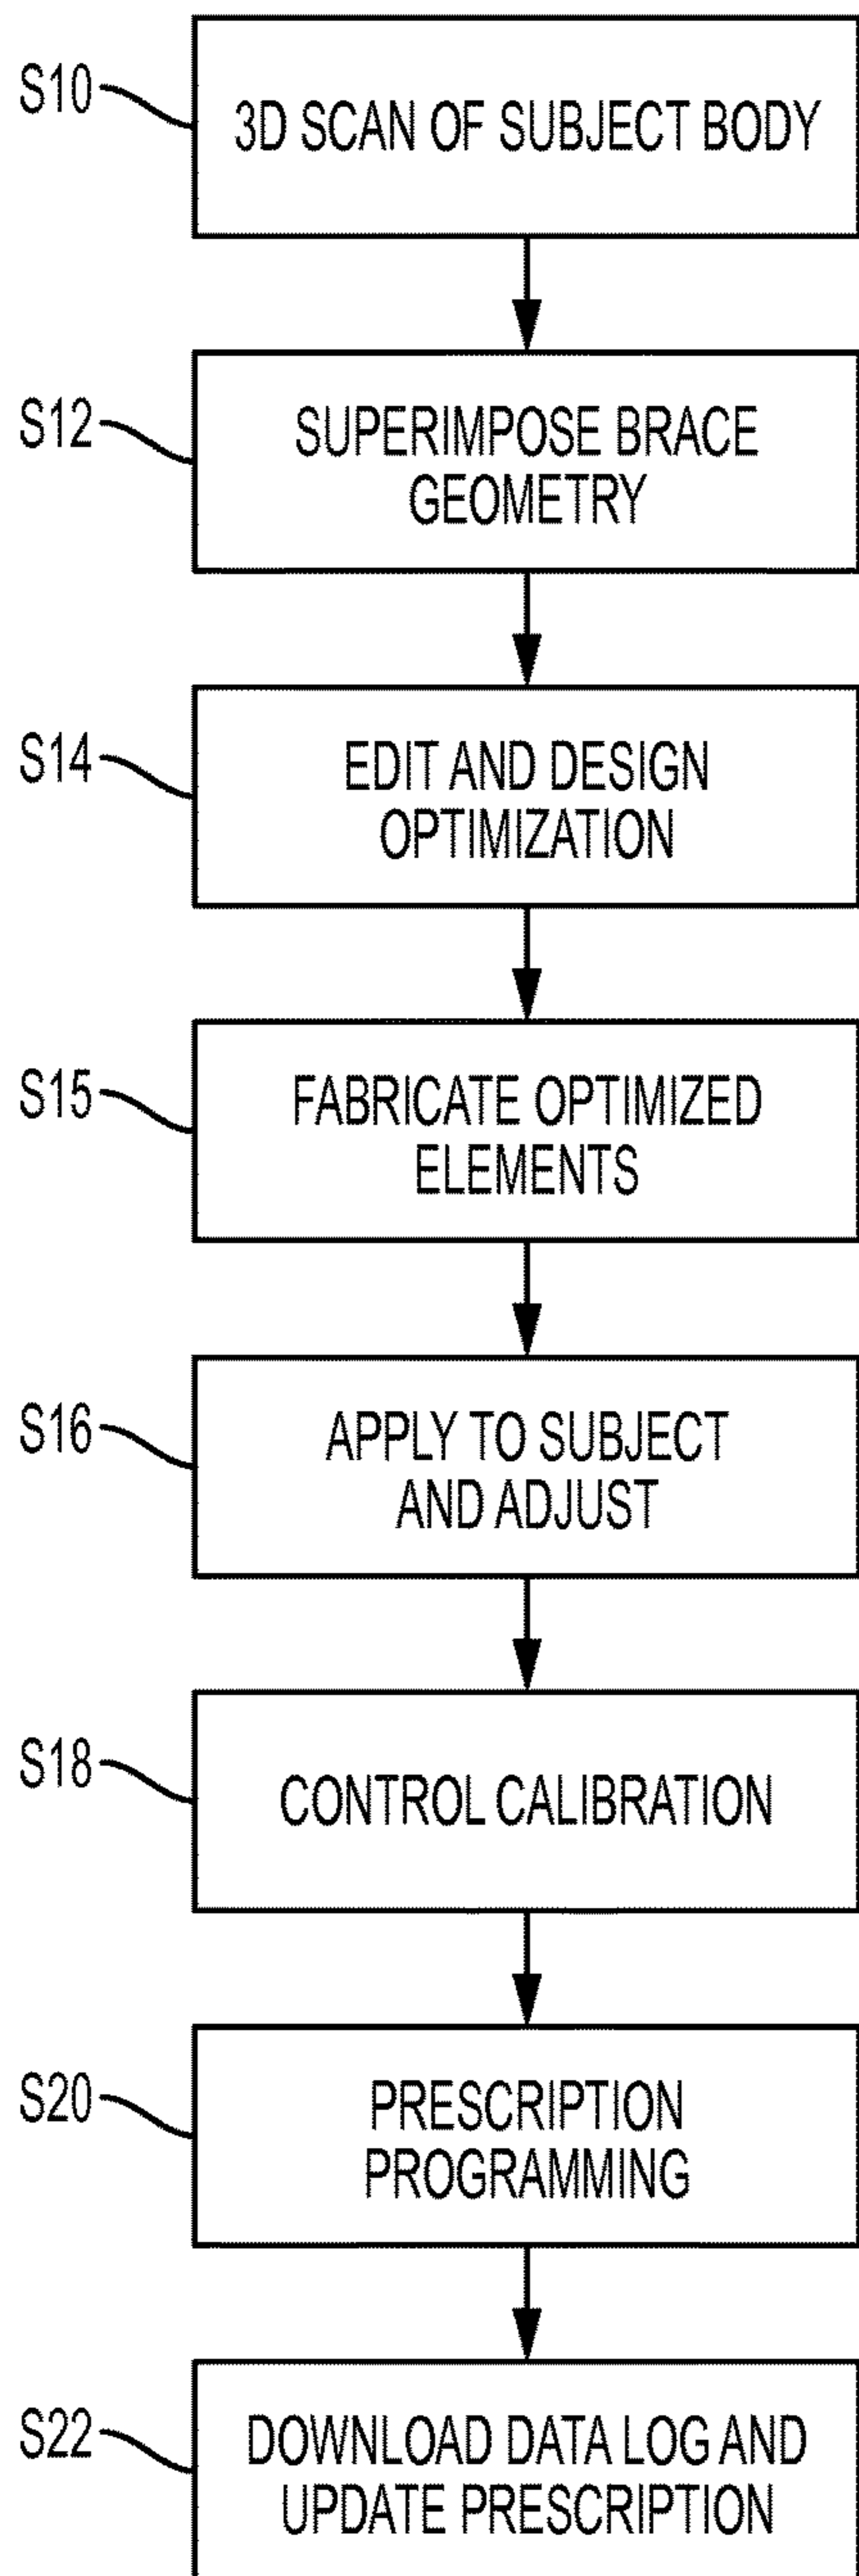 S10
3D SCAN OF SUBJECT BODY
S12
SUPERIMPOSE BRACE
GEOMETRY
S14
EDIT AND DESIGN
OPTIMIZATION
S15
FABRICATE OPTIMIZED
ELEMENTS
S16
APPLY TO SUBJECT
AND ADJUST
S18
CONTROL CALIBRATION
S20
PRESCRIPTION
PROGRAMMING
S22
DOWNLOAD DATA LOG AND
UPDATE PRESCRIPTION